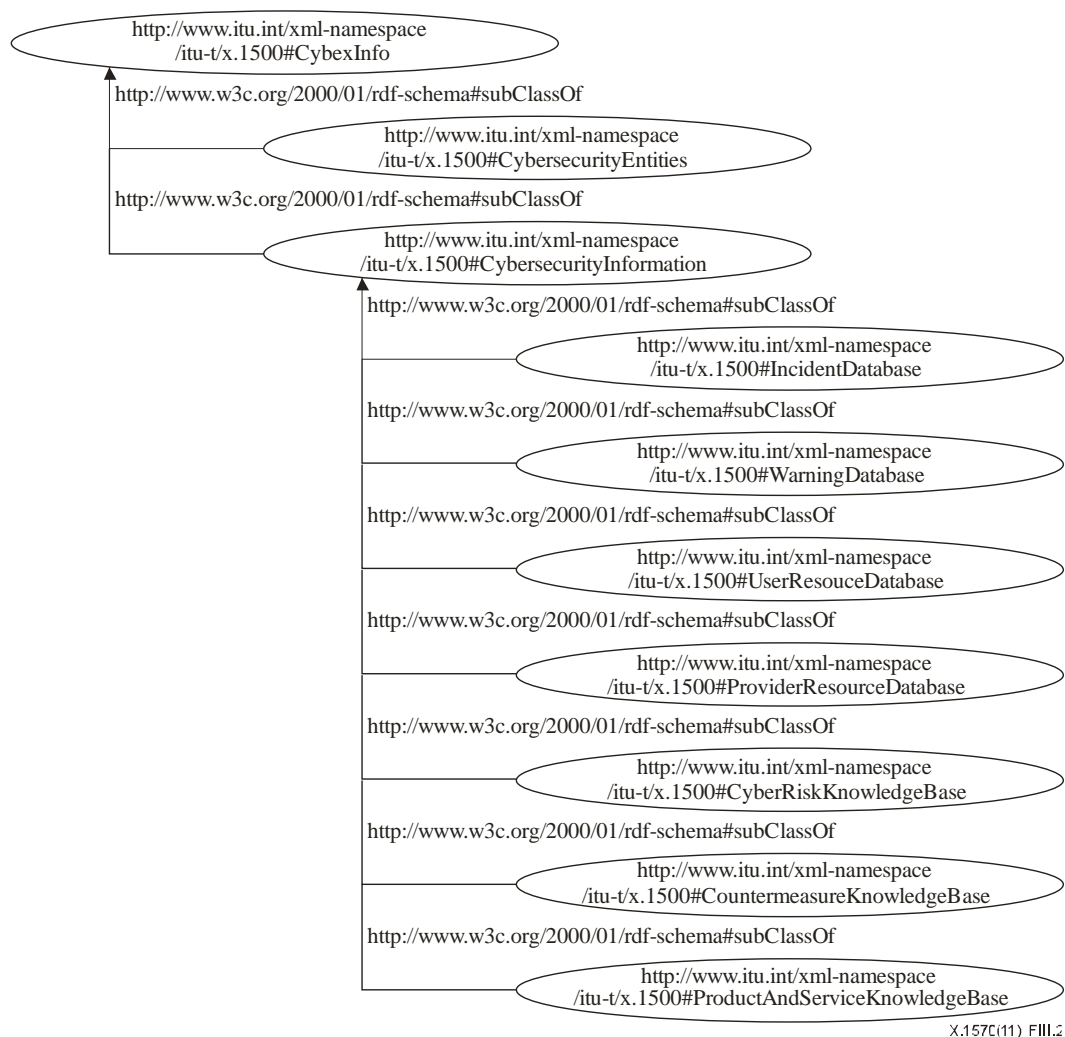 http://www.itu.int/xml-namespace
/itu-t/x.1500#CybexInfo
http://www.w3c.org/2000/01/rdf-schema#subClassOf
http://www.itu.int/xml-namespace
/itu-t/x.1500#CybersecurityEntities
http://www.w3c.org/2000/01/rdf-schema#subClassOf
http://www.itu.int/xml-namespace
/itu-t/x.1500#CybersecurityInformation
http://www.w3c.org/2000/01/rdf-schema#subClassOf
http://www.itu.int/xml-namespace
/itu-t/x.1500#IncidentDatabase
http://www.w3c.org/2000/01/rdf-schema#subClassOf
http://www.itu.int/xml-namespace
/itu-t/x.1500#WarningDatabase
http://www.w3c.org/2000/01/rdf-schema#subClassOf
http://www.itu.int/xml-namespace
/itu-t/x.1500#UserResouceDatabase
http://www.w3c.org/2000/01/rdf-schema#subClassOf
http://www.itu.int/xml-namespace
/itu-t/x.1500#ProviderResourceDatabase
http://www.w3c.org/2000/01/rdf-schema#subClassOf
http://www.itu.int/xml-namespace
/itu-t/x.1500#CyberRiskKnowledgeBase
http://www.w3c.org/2000/01/rdf-schema#subClassOf
http://www.itu.int/xml-namespace
/itu-t/x.1500#CountermeasureKnowledgeBase
http://www.w3c.org/2000/01/rdf-schema#subClassOf
http://www.itu.int/xml-namespace
/itu-t/x.1500#ProductAndServiceKnowledgeBase
X.1570(11)_FIII.2